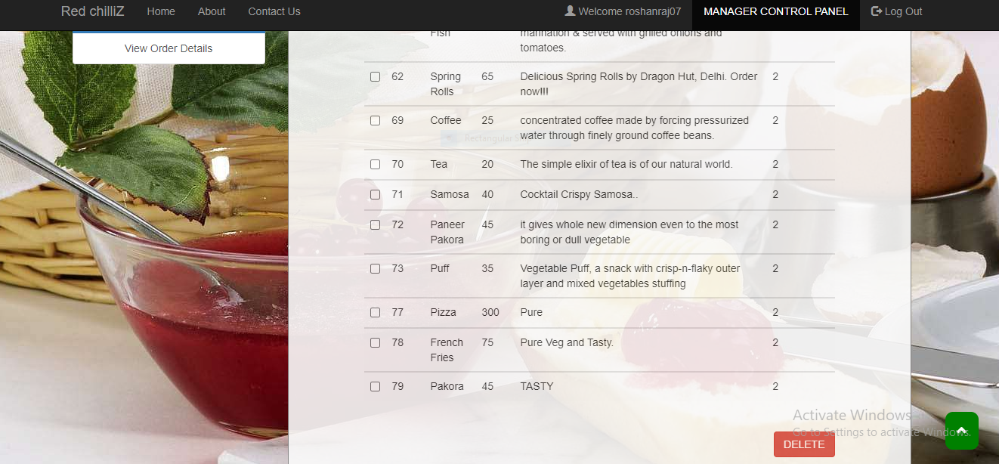 Red chilliZ Home About Contact Us Welcome roshanraj07 MANAGER CONTROL PANEL Log Out
View Order Details
Fish marination & served with grilled onions and
tomatoes.
62 Spring 65 Delicious Spring Rolls by Dragon Hut, Delhi. Order 2
Rolls now!!!
69 Coffee 25 concentrated coffee made by forcing pressurized 2
water through finely ground coffee beans.
Rectangular
70 Tea 20 The simple elixir of tea is of our natural world. 2
71 Samosa 40 Cocktail Crispy Samosa.. 2
72 Paneer 45 it gives whole new dimension even to the most 2
Pakora boring or dull vegetable
73 Puff 35 Vegetable Puff, a snack with crisp-n-flaky outer 2
layer and mixed vegetables stuffing
77 Pizza 300 Pure 2
78 French 75 Pure Veg and Tasty. 2
Fries
79 Pakora 45 TASTY 2
Activate Windows
Go to Settings to activate Windows.
DELETE